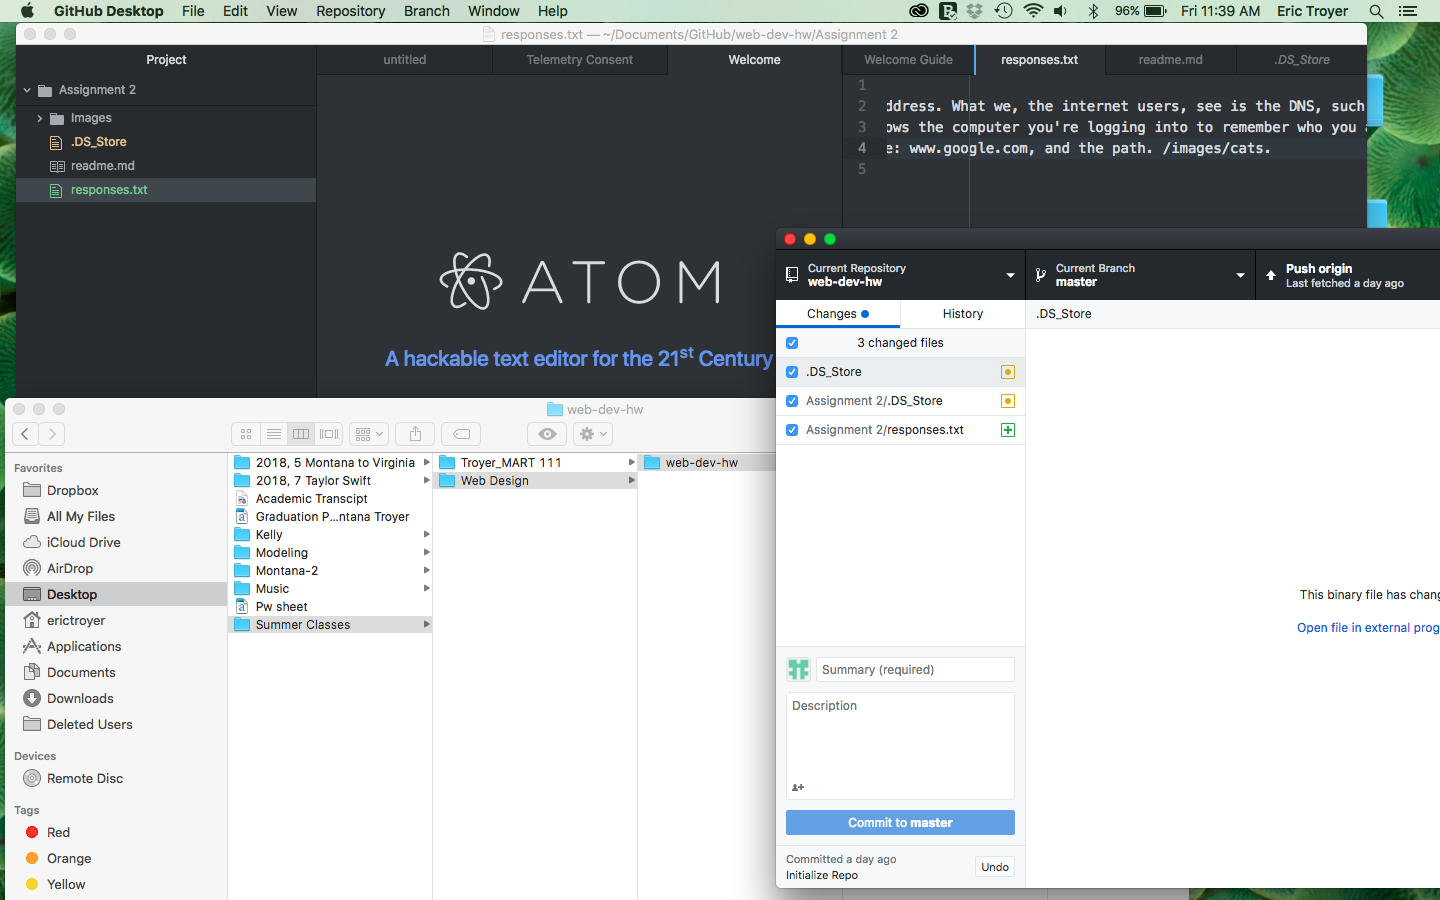 GitHub Desktop File Edit View Repository Branch Window Help 96% Fri 11:39 AM Eric Troyer
responses.txt — ~/Documents/GitHub/web-dev-hw/Assignment 2
Project
Assignment 2
Images
.DS_Store
readme.md
responses.txt
untitled Telemetry Consent Welcome
ATOM
A hackable text editor for the 21st Century
Welcome Guide responses.txt readme.md .DS_Store
1
2 ddress. What we, the internet users, see is the DNS, such
3 ows the computer you're logging into to remember who you
4 e: www.google.com, and the path. /images/cats.
5
web-dev-hw
Favorites
Dropbox
All My Files
iCloud Drive
AirDrop
Desktop
erictroyer
Applications
Documents
Downloads
Deleted Users
Devices
Remote Disc
Tags
Red
Orange
Yellow
2018, 5 Montana to Virginia
2018, 7 Taylor Swift
Academic Transcipt
Graduation P...ntana Troyer
Kelly
Modeling
Montana-2
Music
Pw sheet
Summer Classes
Troyer_MART 111
Web Design
web-dev-hw
Current Repository
web-dev-hw
Current Branch
master
Push origin
Last fetched a day ago
Changes History
.DS_Store
3 changed files
.DS_Store
Assignment 2/.DS_Store
Assignment 2/responses.txt
This binary file has chang
Open file in external prog
Summary (required)
Description
Commit to master
Committed a day ago
Initialize Repo
Undo